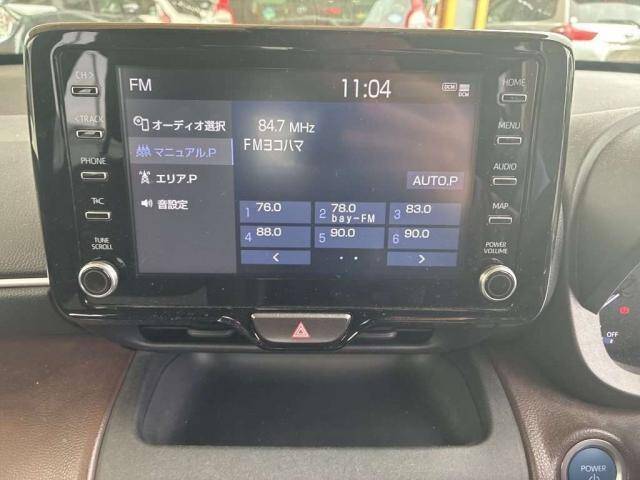 CH>
<TRACK
PHONE
TUNE
SCROLL
FM
11:04
DCM
DCM
オーディオ選択
マニュアル.P
エリア.P
音設定
84.7 MHz
FMヨコハマ
AUTO.P
1 76.0
2 78.0
bay-FM
3 83.0
4 88.0
5 90.0
6 90.0
<
>
HOME
MENU
AUDIO
MAP
POWER
VOLUME
OFF
POWER